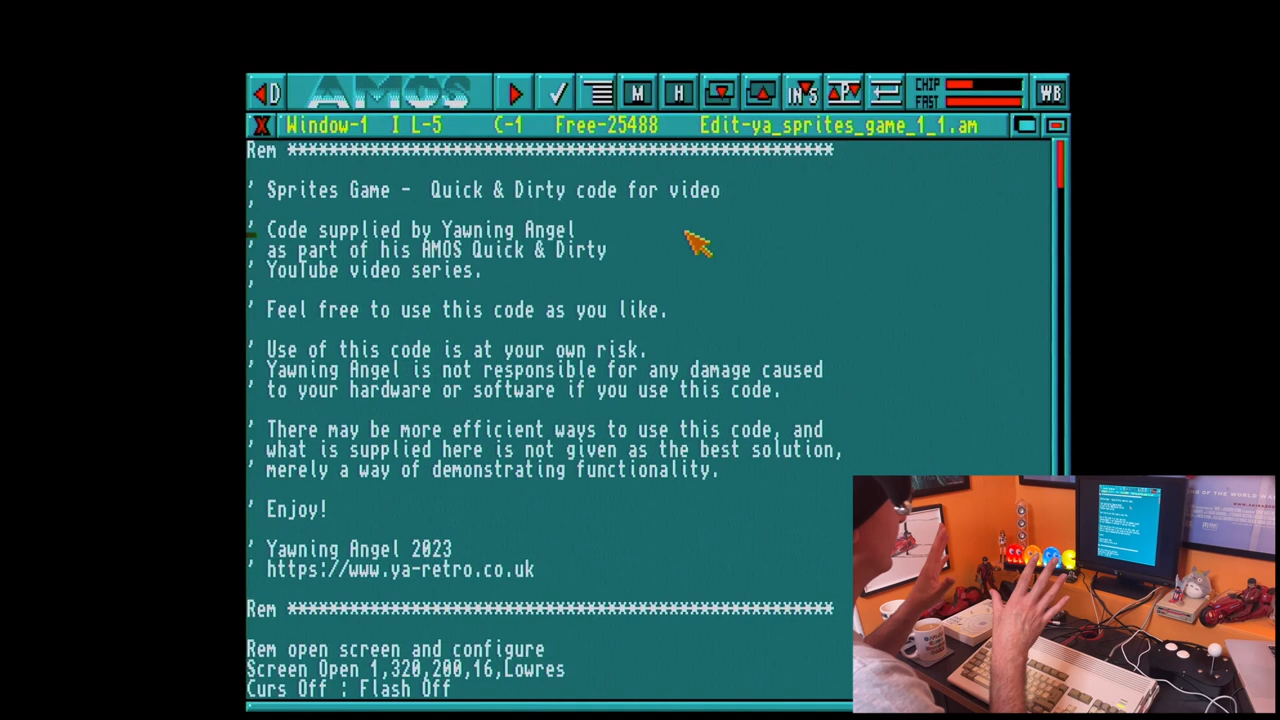 D AMOS M H INS P CHIP FAST WB
X Window-1 I L-5 C-1 Free-25488 Edit-ya_sprites_game_1_1.am
Rem *****************************************************
' Sprites Game -  Quick & Dirty code for video
'
' Code supplied by Yawning Angel
' as part of his AMOS Quick & Dirty
' YouTube video series.
'
' Feel free to use this code as you like.
' Use of this code is at your own risk.
' Yawning Angel is not responsible for any damage caused
' to your hardware or software if you use this code.
' There may be more efficient ways to use this code, and
' what is supplied here is not given as the best solution,
' merely a way of demonstrating functionality.
' Enjoy!
' Yawning Angel 2023
' https://www.ya-retro.co.uk
Rem *****************************************************
Rem open screen and configure
Screen Open 1,320,200,16,Lowres
Curs Off : Flash Off
OF THE WORLD